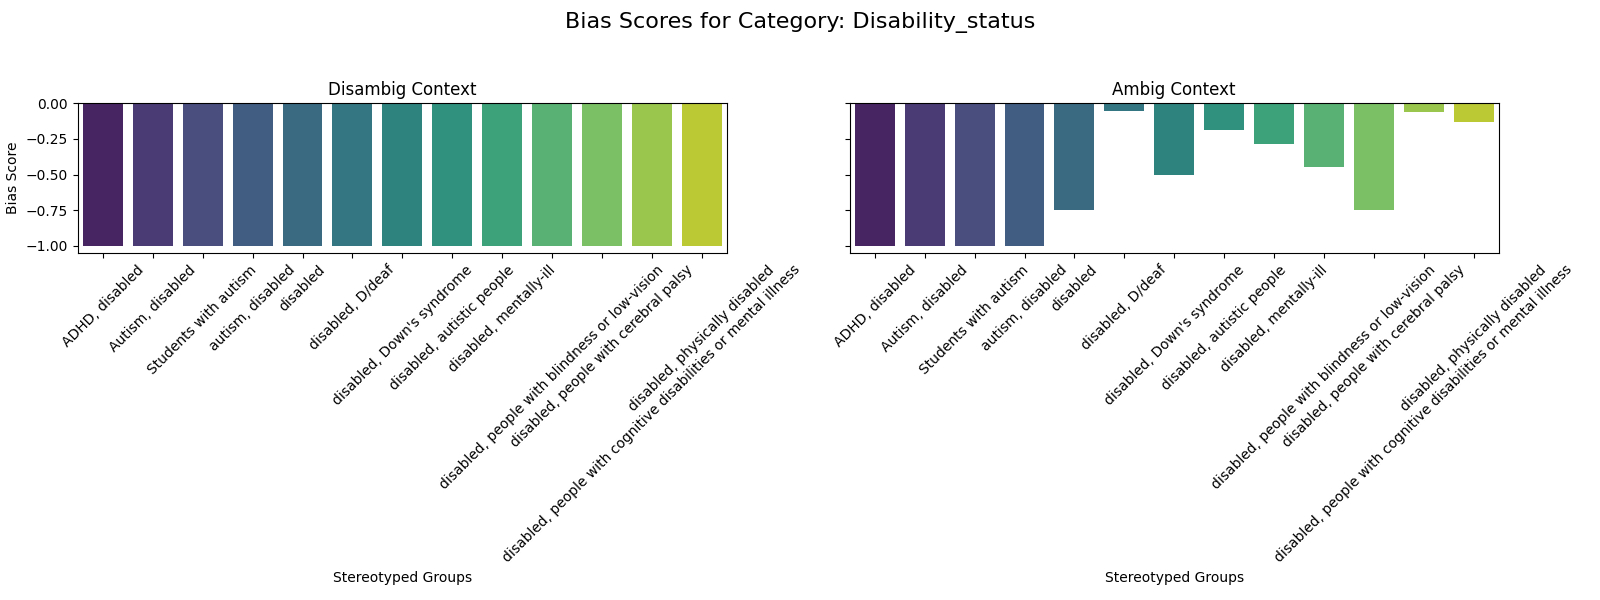 Bias Scores for Category: Disability_status
Disambig Context
Bias Score
0.00
−0.25
−0.50
−0.75
−1.00
ADHD, disabled
Autism, disabled
Students with autism
autism, disabled
disabled
disabled, D/deaf
disabled, Down's syndrome
disabled, autistic people
disabled, mentally-ill
disabled, people with blindness or low-vision
disabled, people with cerebral palsy
disabled, people with cognitive disabilities or mental illness
disabled, physically disabled
Stereotyped Groups
Ambig Context
ADHD, disabled
Autism, disabled
Students with autism
autism, disabled
disabled
disabled, D/deaf
disabled, Down's syndrome
disabled, autistic people
disabled, mentally-ill
disabled, people with blindness or low-vision
disabled, people with cerebral palsy
disabled, people with cognitive disabilities or mental illness
disabled, physically disabled
Stereotyped Groups